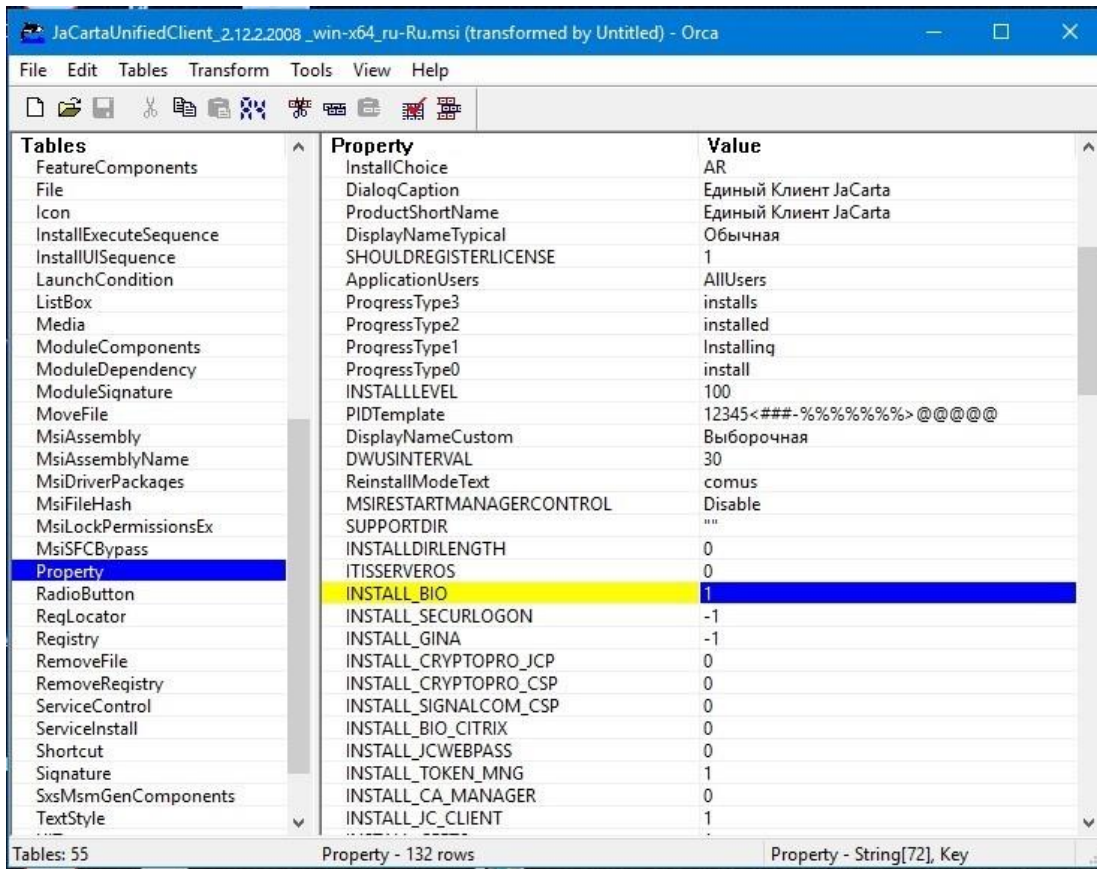 JaCartaUnifiedClient_2.12.2.2008 _win-x64_ru-Ru.msi (transformed by Untitled) - Orca
File Edit Tables Transform Tools View Help
Tables Property Value
FeatureComponents InstallChoice AR
File DialogCaption Единый Клиент JaCarta
Icon ProductShortName Единый Клиент JaCarta
InstallExecuteSequence DisplayNameTypical Обычная
InstallUISequence SHOULDREGISTERLICENSE 1
LaunchCondition ApplicationUsers AllUsers
ListBox ProgressType3 installs
Media ProgressType2 installed
ModuleComponents ProgressType1 Installing
ModuleDependency ProgressType0 install
ModuleSignature INSTALLLEVEL 100
MoveFile PIDTemplate 12345<###-%%%%%%%>@@@@@
MsiAssembly DisplayNameCustom Выборочная
MsiAssemblyName DWUSINTERVAL 30
MsiDriverPackages ReinstallModeText comus
MsiFileHash MSIRESTARTMANAGERCONTROL Disable
MsiLockPermissionsEx SUPPORTDIR ""
MsiSFCBypass INSTALLDIRLENGTH 0
Property ITISSERVEROS 0
RadioButton INSTALL_BIO 1
RegLocator INSTALL_SECURLOGON -1
Registry INSTALL_GINA -1
RemoveFile INSTALL_CRYPTOPRO_JCP 0
RemoveRegistry INSTALL_CRYPTOPRO_CSP 0
ServiceControl INSTALL_SIGNALCOM_CSP 0
ServiceInstall INSTALL_BIO_CITRIX 0
Shortcut INSTALL_JCWEBPASS 0
Signature INSTALL_TOKEN_MNG 1
SxsMsmGenComponents INSTALL_CA_MANAGER 0
TextStyle INSTALL_JC_CLIENT 1
Tables: 55 Property - 132 rows Property - String[72], Key